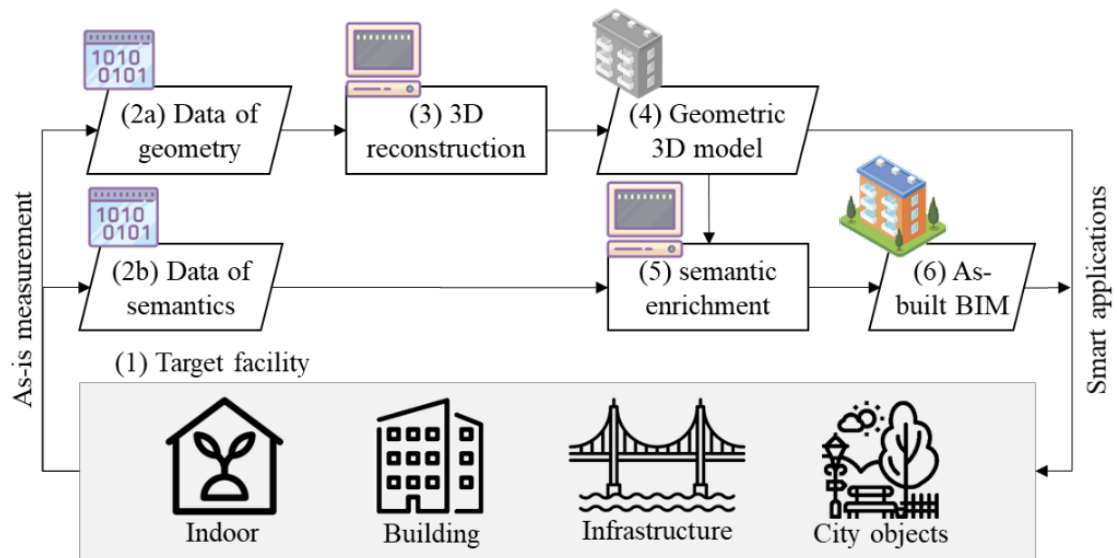 1010
0101
(2a) Data of
geometry
(3) 3D
reconstruction
(4) Geometric
3D model
1010
0101
(2b) Data of
semantics
(5) semantic
enrichment
(6) As-
built BIM
As-is measurement
Smart applications
(1) Target facility
Indoor
Building
Infrastructure
City objects